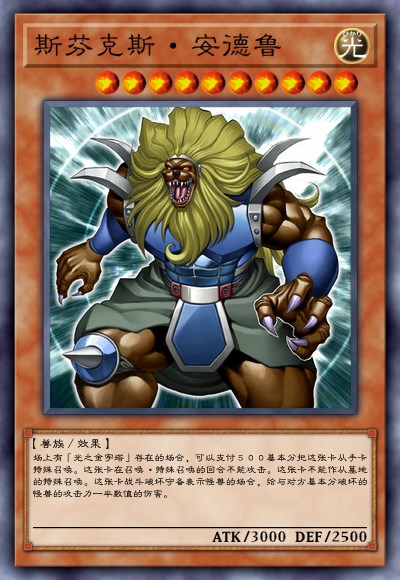 斯芬克斯·安德鲁
光
ひかり
【兽族／效果】
场上有「光之金字塔」存在的场合，可以支付５００基本分把这张卡从手卡
特殊召唤。这张卡在召唤·特殊召唤的回合不能攻击。这张卡不能作从墓地
的特殊召唤。这张卡战斗破坏守备表示怪兽的场合，给与对方基本分破坏的
怪兽的攻击力一半数值的伤害。
ATK/3000 DEF/2500